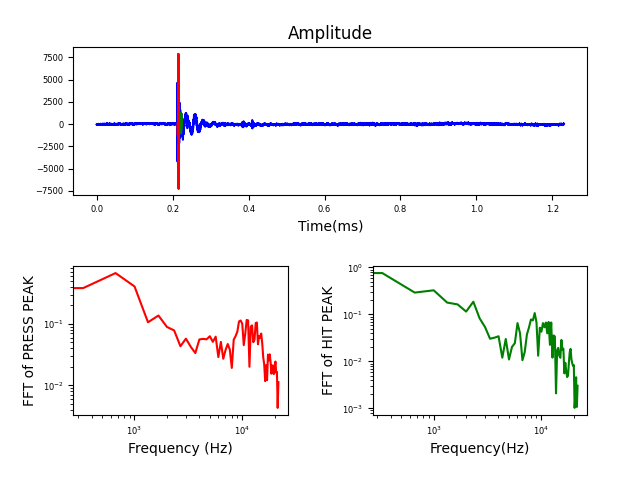 Amplitude
7500
5000
2500
0
−2500
−5000
−7500
0.0 0.2 0.4 0.6 0.8 1.0 1.2
Time(ms)
FFT of PRESS PEAK
10⁻¹
10⁻²
10³ 10⁴
Frequency (Hz)
FFT of HIT PEAK
10⁰
10⁻¹
10⁻²
10⁻³
10³ 10⁴
Frequency(Hz)